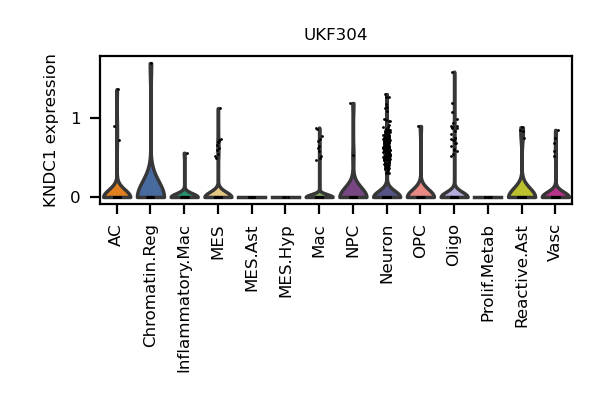 UKF304
KNDC1 expression
1
0
AC
Chromatin.Reg
Inflammatory.Mac
MES
MES.Ast
MES.Hyp
Mac
NPC
Neuron
OPC
Oligo
Prolif.Metab
Reactive.Ast
Vasc